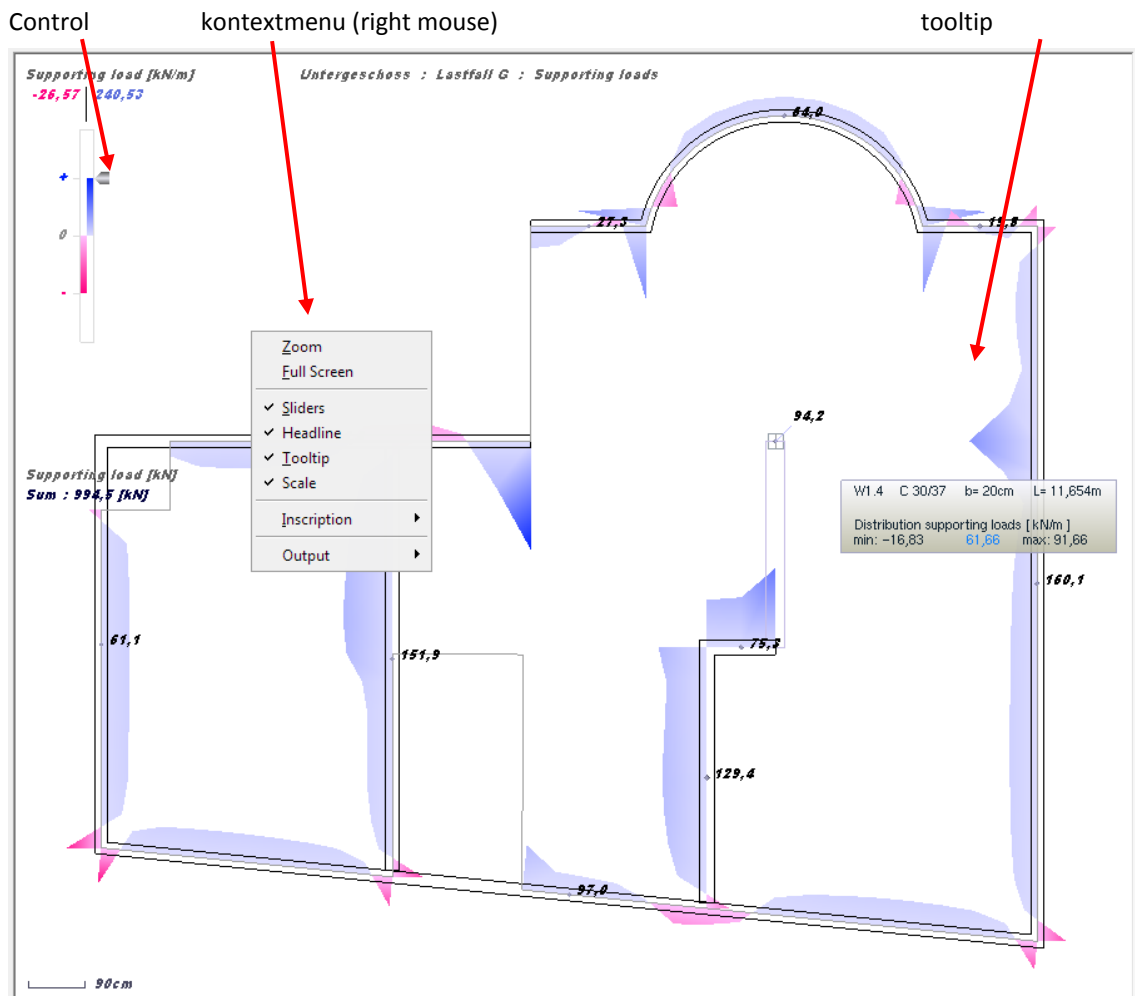 Control
kontextmenu (right mouse)
tooltip
Supporting load [kN/m]
Untergeschoss : Lastfall G : Supporting loads
-26,57 240,53
64,0
+
27,3
19,8
0
-
Zoom
Full Screen
Sliders
Headline
Tooltip
Scale
Inscription
Output
94,2
Supporting load [kN]
Sum : 994,5 [kN]
W1.4 C 30/37 b= 20cm L= 11,654m
Distribution supporting loads [ kN/m ]
min: -16,83 61,66 max: 91,66
160,1
61,1
151,9
75,3
129,4
97,0
90cm